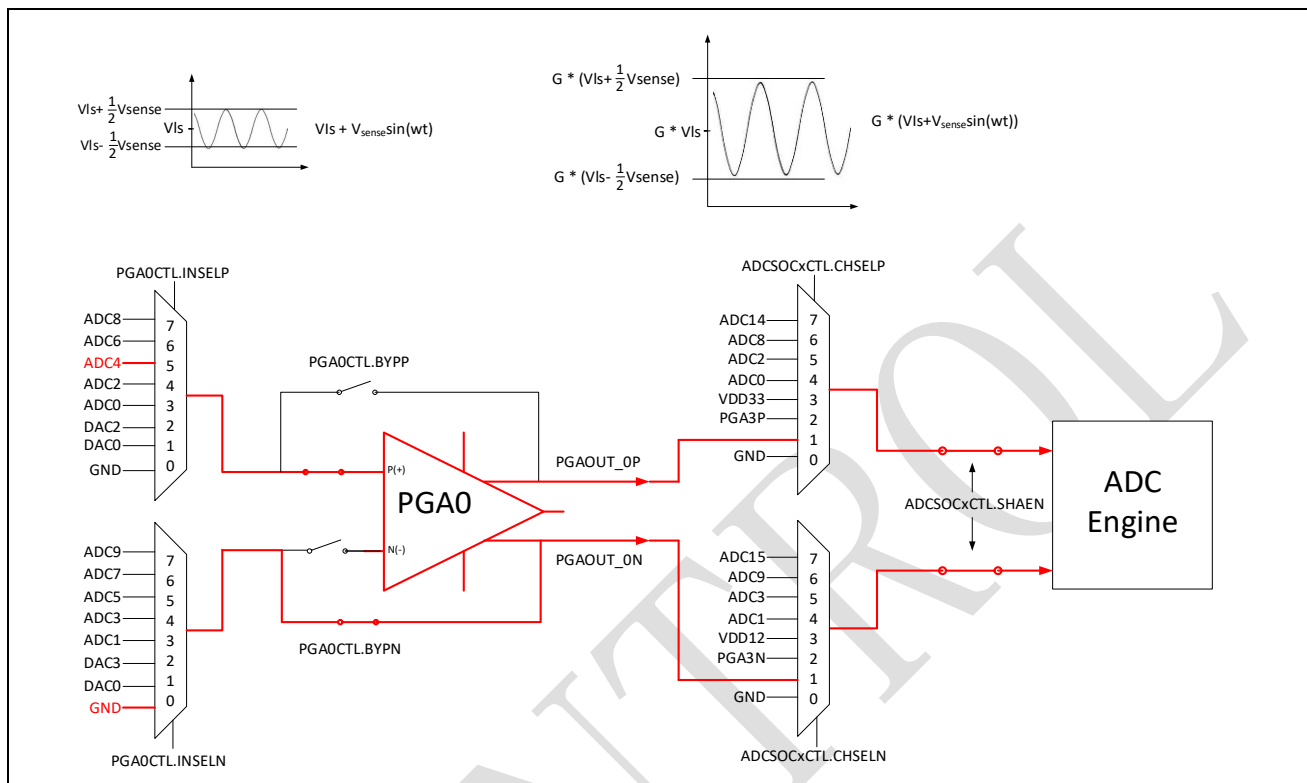 Vls+ 1/2 Vsense
Vls
Vls- 1/2 Vsense
Vls + Vsense sin(wt)
G * (Vls+ 1/2 Vsense)
G * Vls
G * (Vls- 1/2 Vsense)
G * (Vls+Vsense sin(wt))
PGA0CTL.INSELP
ADC8 7
ADC6 6
ADC4 5
ADC2 4
ADC0 3
DAC2 2
DAC0 1
GND 0
PGA0CTL.BYPP
P(+)
PGA0
N(-)
PGA0CTL.BYPN
PGAOUT_0P
PGAOUT_0N
ADC9 7
ADC7 6
ADC5 5
ADC3 4
ADC1 3
DAC3 2
DAC0 1
GND 0
PGA0CTL.INSELN
ADCSOCxCTL.CHSELP
ADC14 7
ADC8 6
ADC2 5
ADC0 4
VDD33 3
PGA3P 2
1
GND 0
ADCSOCxCTL.SHAEN
ADC
Engine
ADC15 7
ADC9 6
ADC3 5
ADC1 4
VDD12 3
PGA3N 2
1
GND 0
ADCSOCxCTL.CHSELN
NTROL